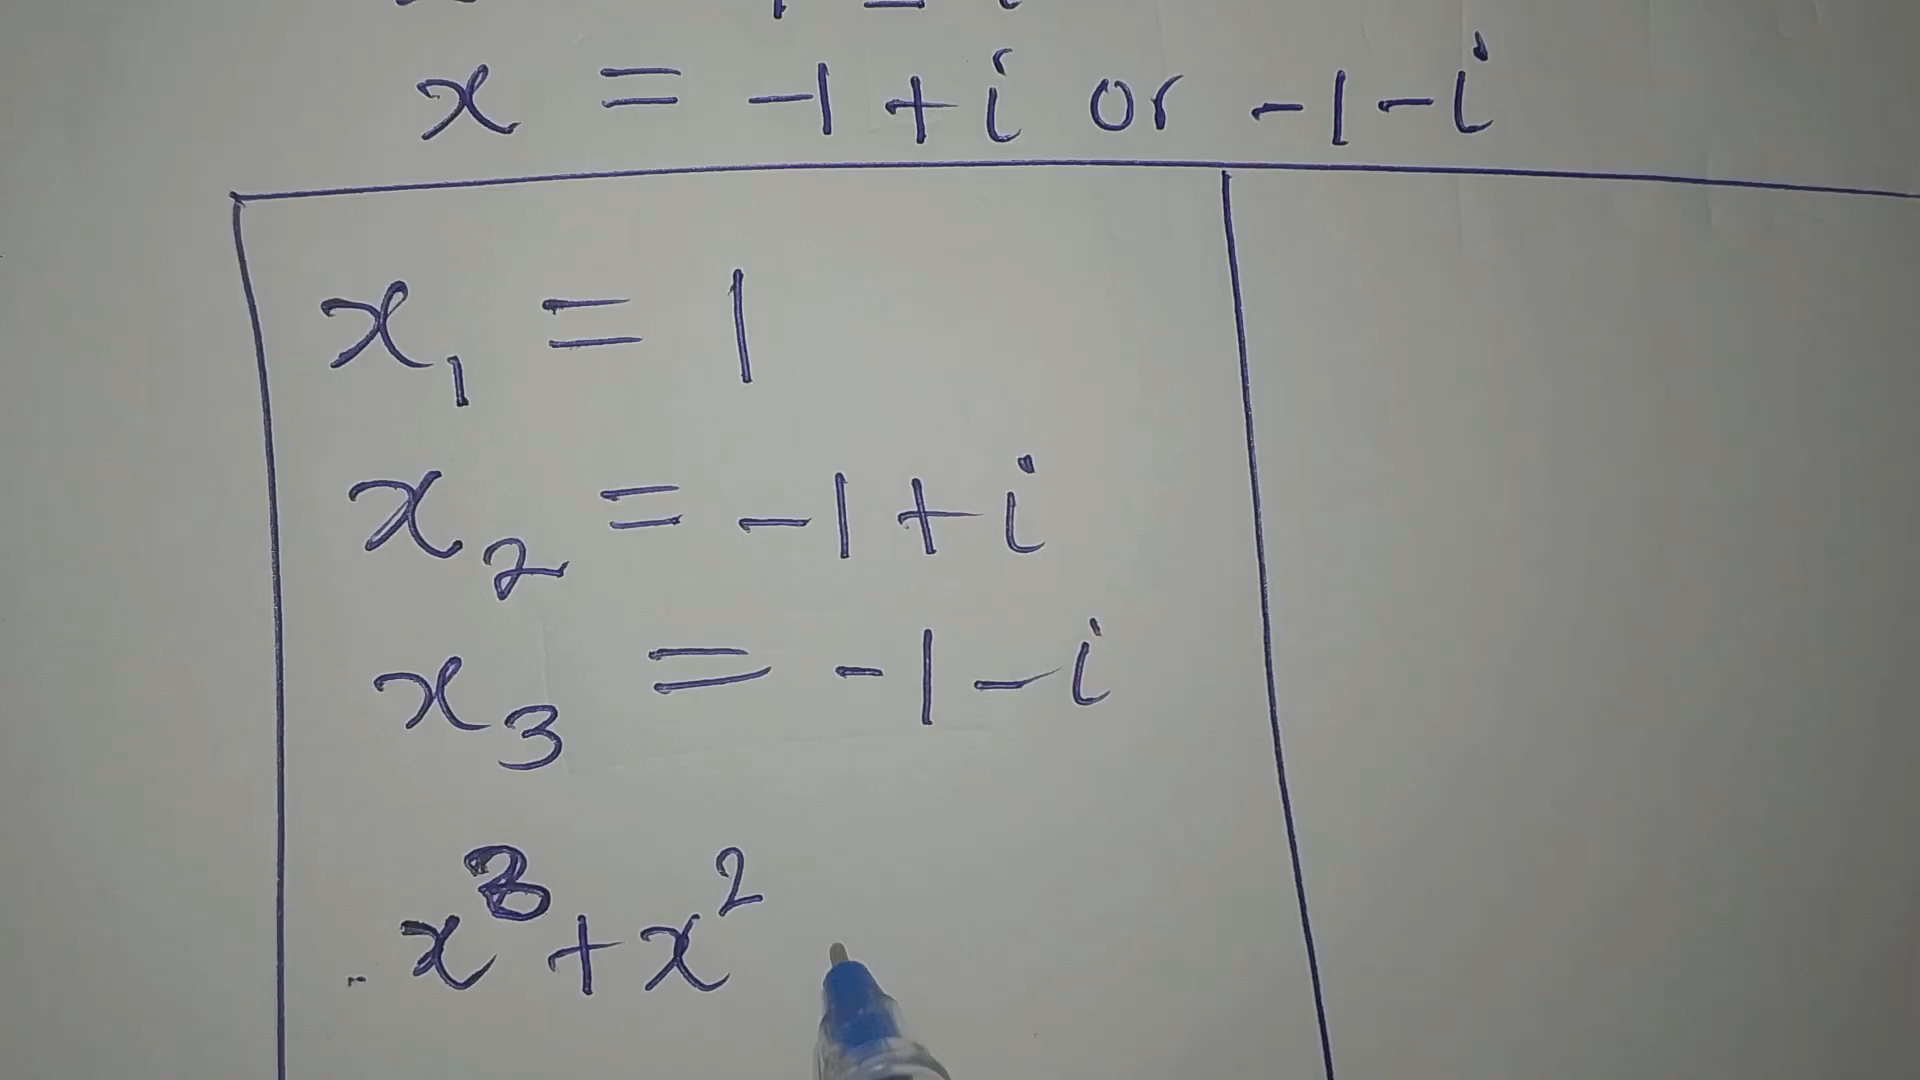 x = -1 + i or -1 - i
x₁ = 1
x₂ = -1 + i
x₃ = -1 - i
x³ + x²